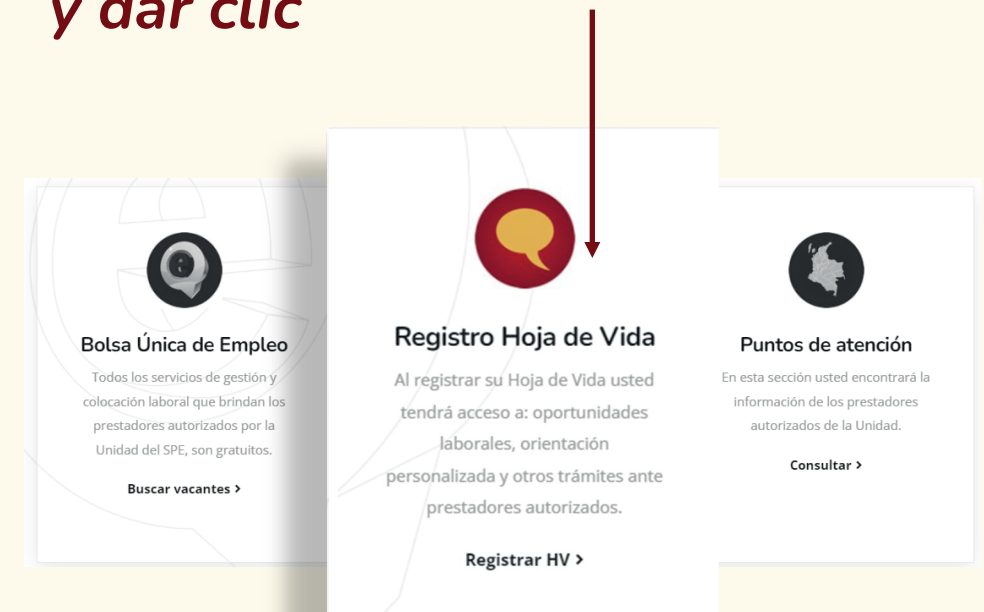 y dar clic
Bolsa Única de Empleo
Todos los servicios de gestión y
colocación laboral que brindan los
prestadores autorizados por la
Unidad del SPE, son gratuitos.
Buscar vacantes >
Registro Hoja de Vida
Al registrar su Hoja de Vida usted
tendrá acceso a: oportunidades
laborales, orientación
personalizada y otros trámites ante
prestadores autorizados.
Registrar HV >
Puntos de atención
En esta sección usted encontrará la
información de los prestadores
autorizados de la Unidad.
Consultar >